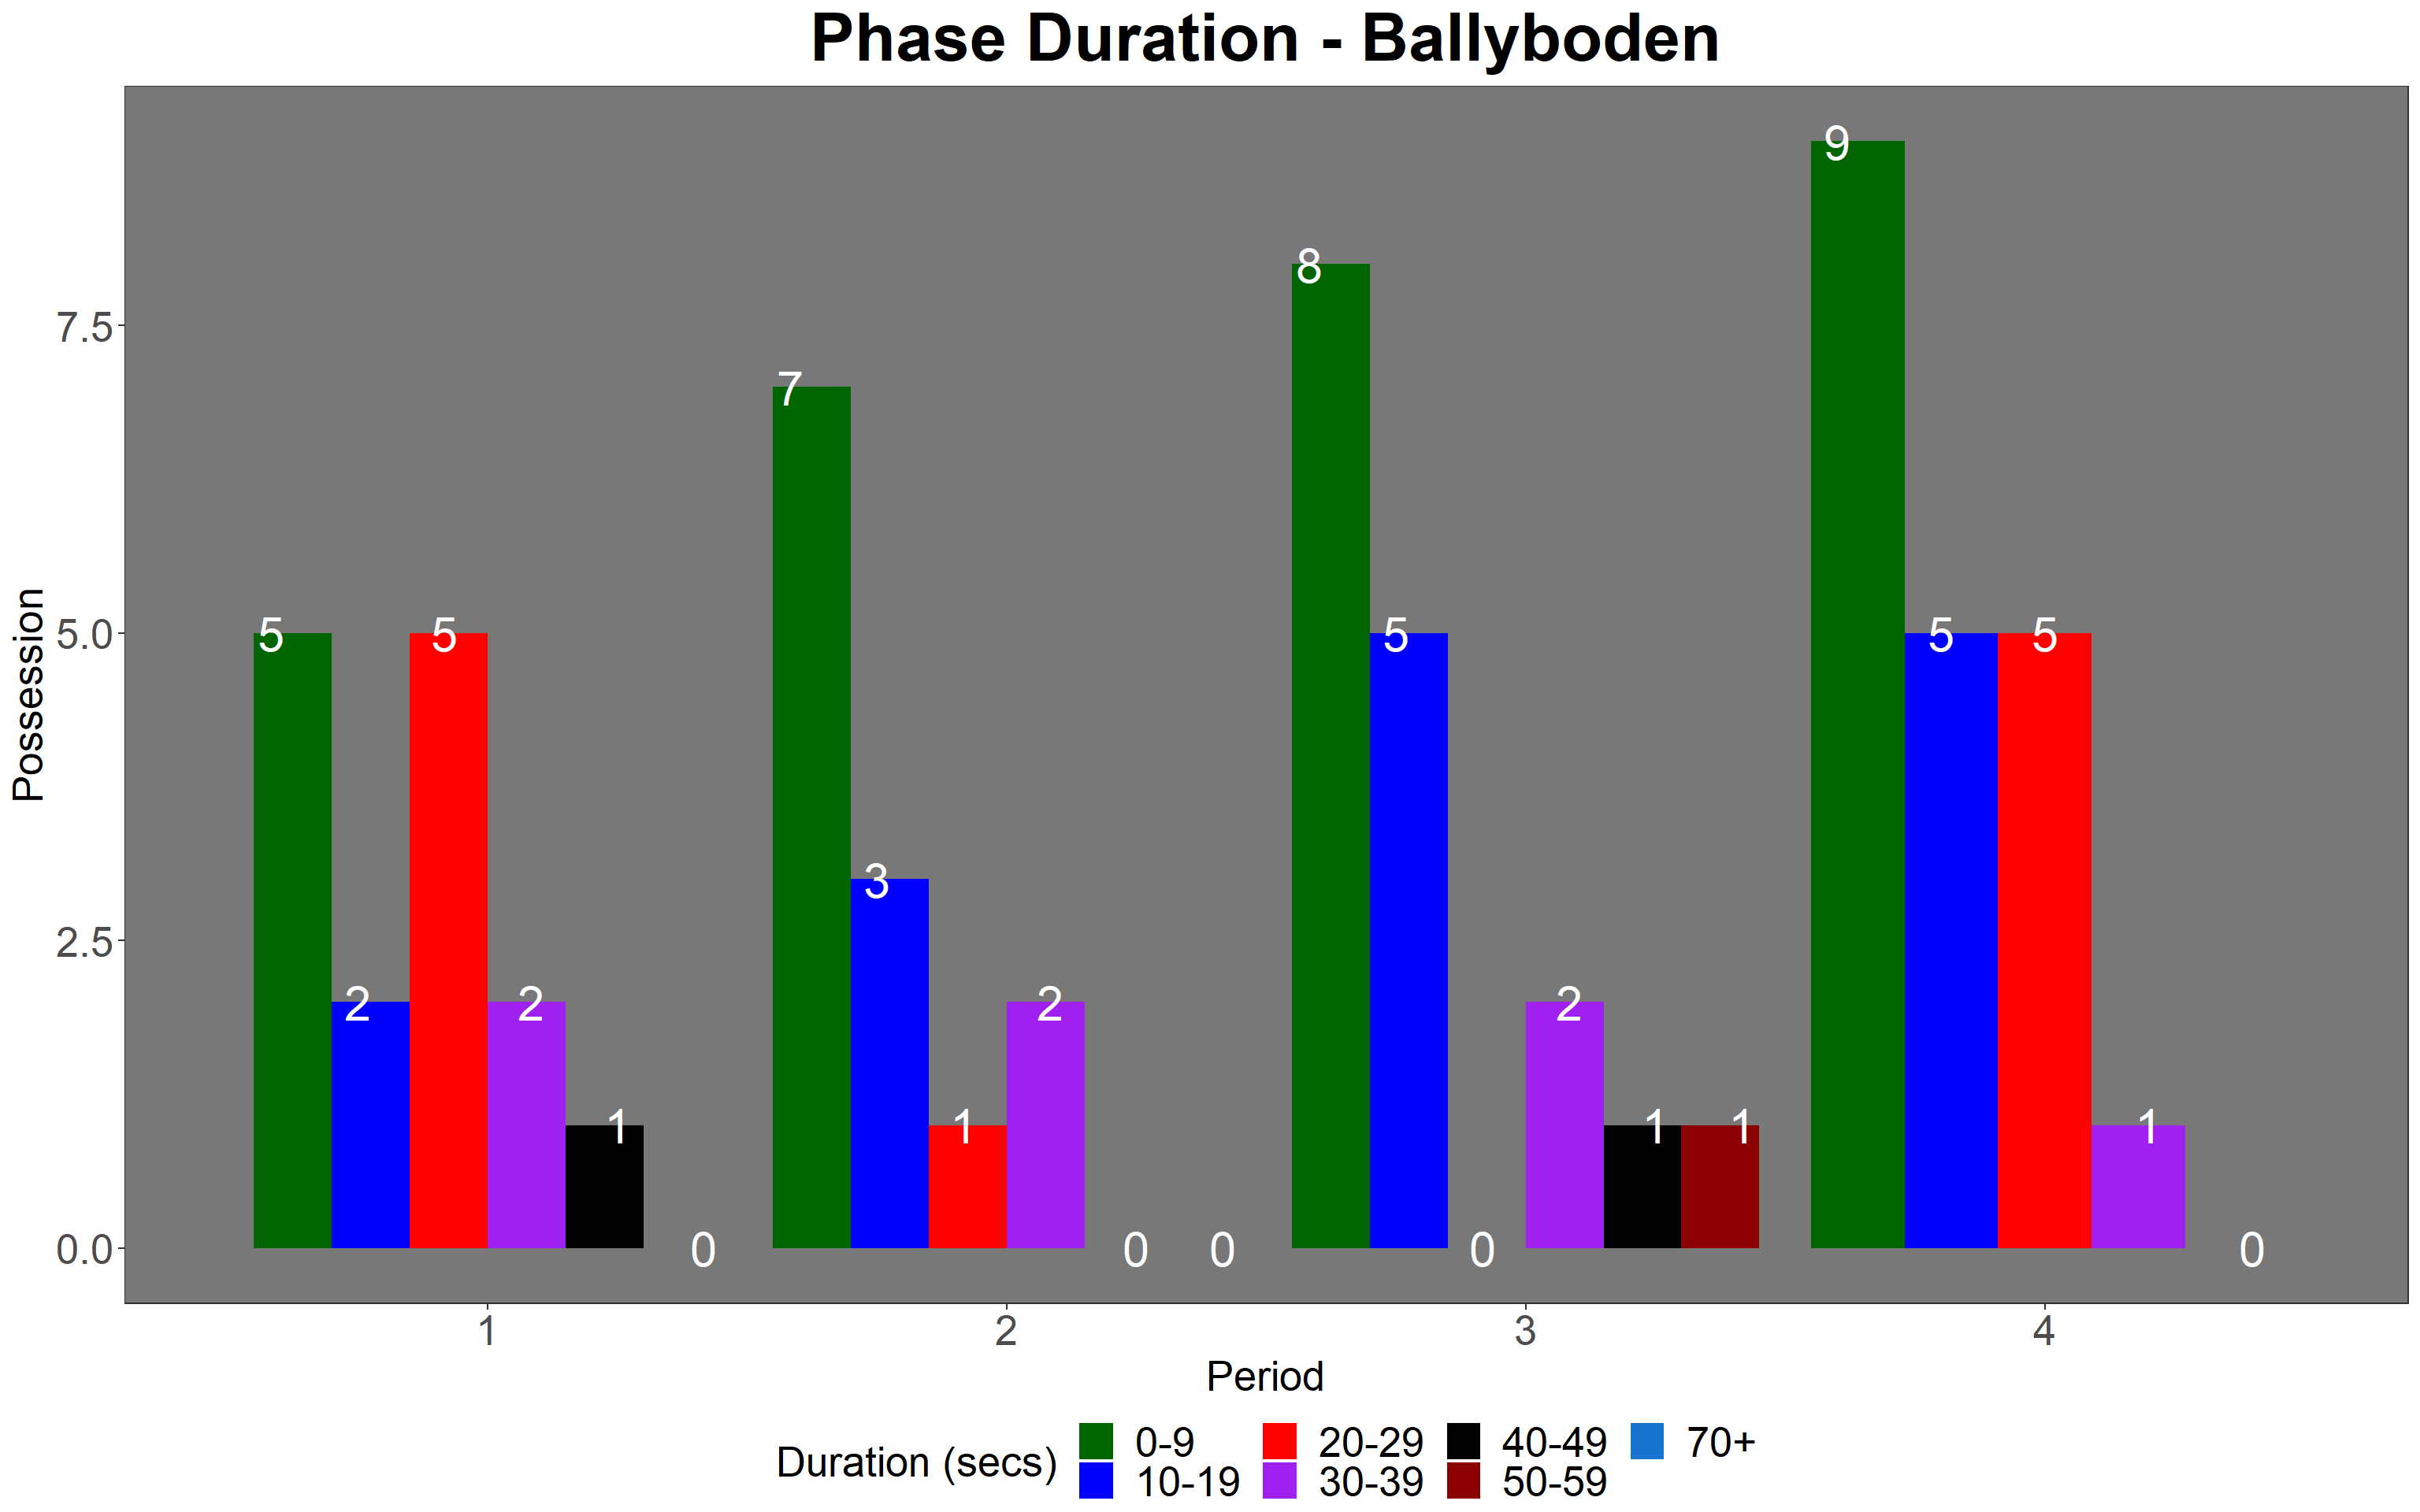 Phase Duration - Ballyboden
9
8
7
7.5
5 5 5 5 5
5.0
Possession
3
2.5
2 2 2 2
1 1 1 1 1
0.0
0 0 0 0 0
1 2 3 4
Period
Duration (secs)
0-9 20-29 40-49 70+
10-19 30-39 50-59